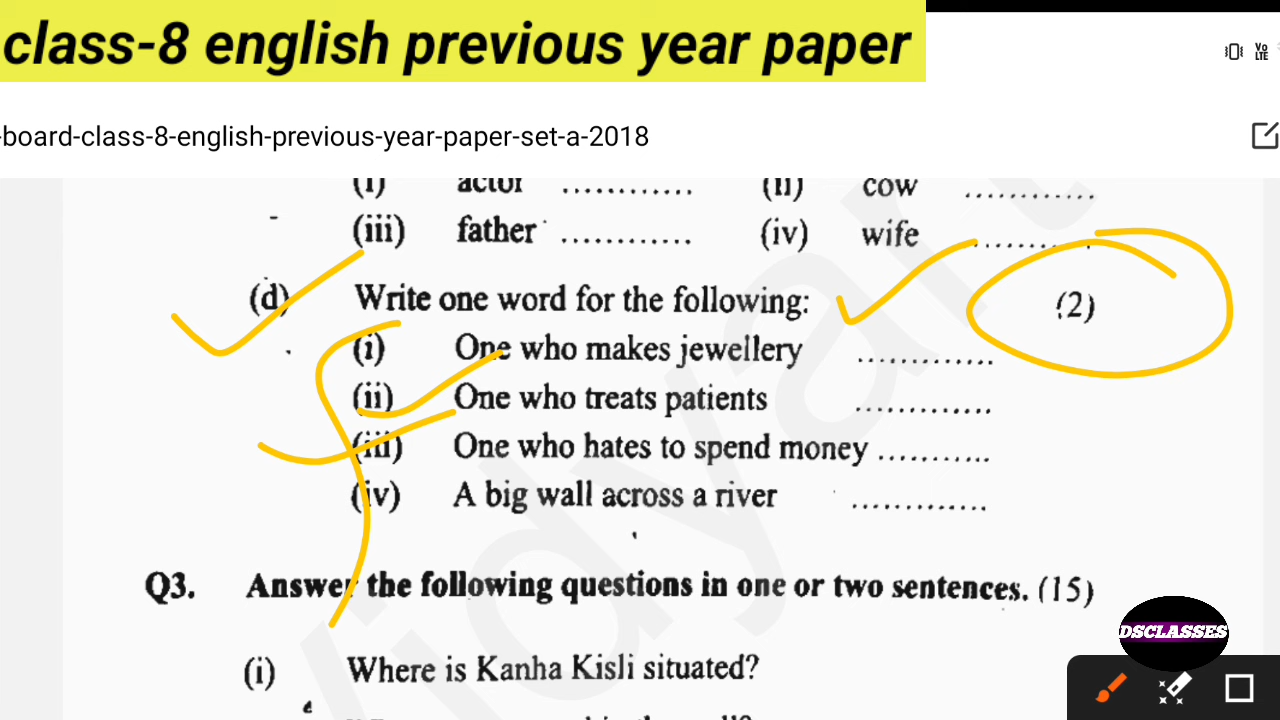 class-8 english previous year paper
Vo
LTE
-board-class-8-english-previous-year-paper-set-a-2018
(i) actor ............ (ii) cow ............
(iii) father ............ (iv) wife ............
(d) Write one word for the following: (2)
(i) One who makes jewellery ............
(ii) One who treats patients ............
(iii) One who hates to spend money ...........
(iv) A big wall across a river ............
Q3. Answer the following questions in one or two sentences. (15)
(i) Where is Kanha Kisli situated?
DSCLASSES